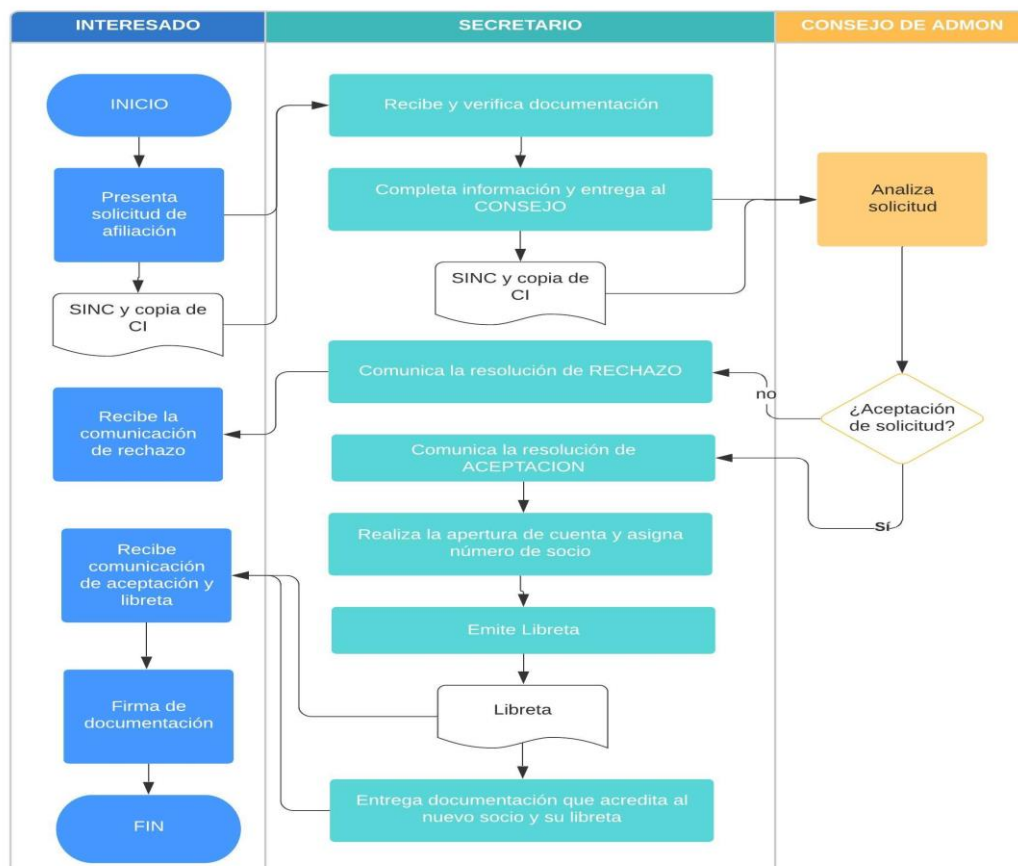 INTERESADO
SECRETARIO
CONSEJO DE ADMON
INICIO
Recibe y verifica documentación
Presenta
solicitud de
afiliación
Completa información y entrega al
CONSEJO
Analiza
solicitud
SINC y copia de
CI
SINC y copia de
CI
Comunica la resolución de RECHAZO
no
¿Aceptación
de solicitud?
Recibe la
comunicación
de rechazo
Comunica la resolución de
ACEPTACION
Sí
Realiza la apertura de cuenta y asigna
número de socio
Recibe
comunicación
de aceptación y
libreta
Emite Libreta
Firma de
documentación
Libreta
Entrega documentación que acredita al
nuevo socio y su libreta
FIN